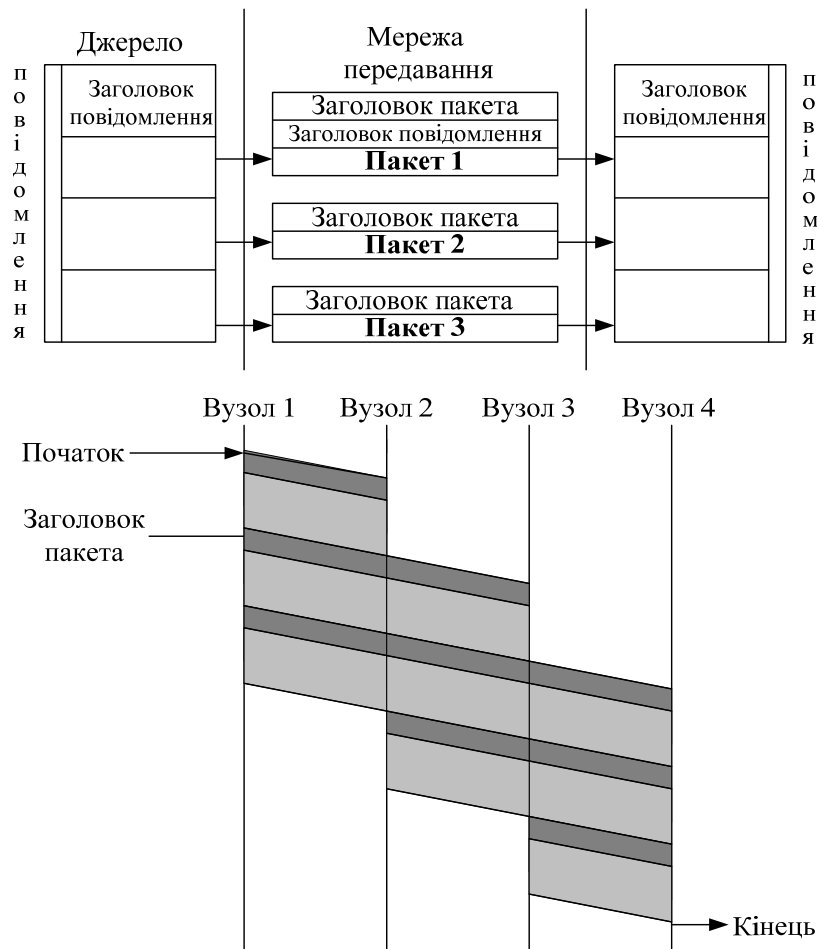 Джерело
Мережа
передавання
повідомлення
Заголовок
повідомлення
Заголовок пакета
Заголовок повідомлення
Пакет 1
Заголовок пакета
Пакет 2
Заголовок пакета
Пакет 3
Заголовок
повідомлення
повідомлення
Вузол 1
Вузол 2
Вузол 3
Вузол 4
Початок
Заголовок
пакета
Кінець